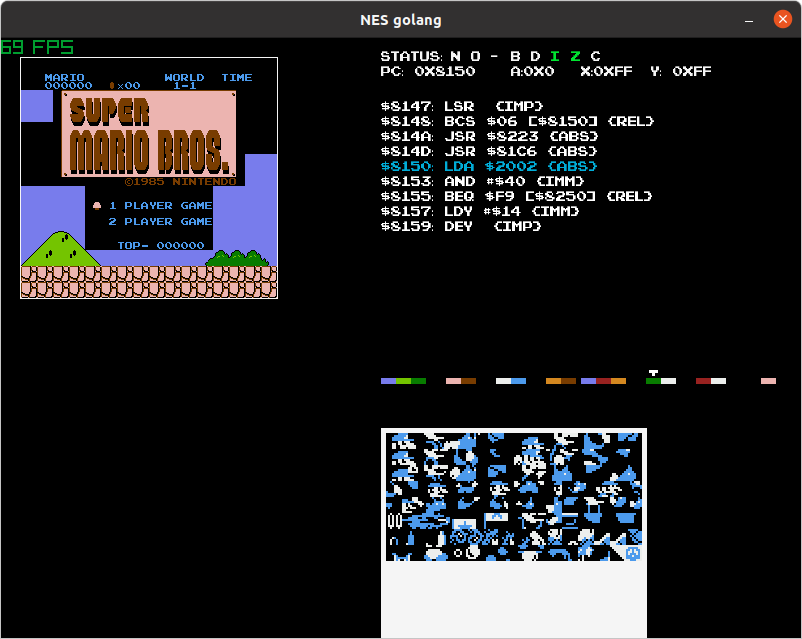 NES golang
69 FPS
MARIO WORLD TIME
000000 x00 1-1
SUPER
MARIO BROS.
©1985 NINTENDO
1 PLAYER GAME
2 PLAYER GAME
TOP- 000000
STATUS: N O - B D I Z C
PC: 0X8150 A:0X0 X:0XFF Y: 0XFF
$8147: LSR {IMP}
$8148: BCS $06 [$8150] {REL}
$814A: JSR $8223 {ABS}
$814D: JSR $81C6 {ABS}
$8150: LDA $2002 {ABS}
$8153: AND #$40 {IMM}
$8155: BEQ $F9 [$8250] {REL}
$8157: LDY #$14 {IMM}
$8159: DEY {IMP}